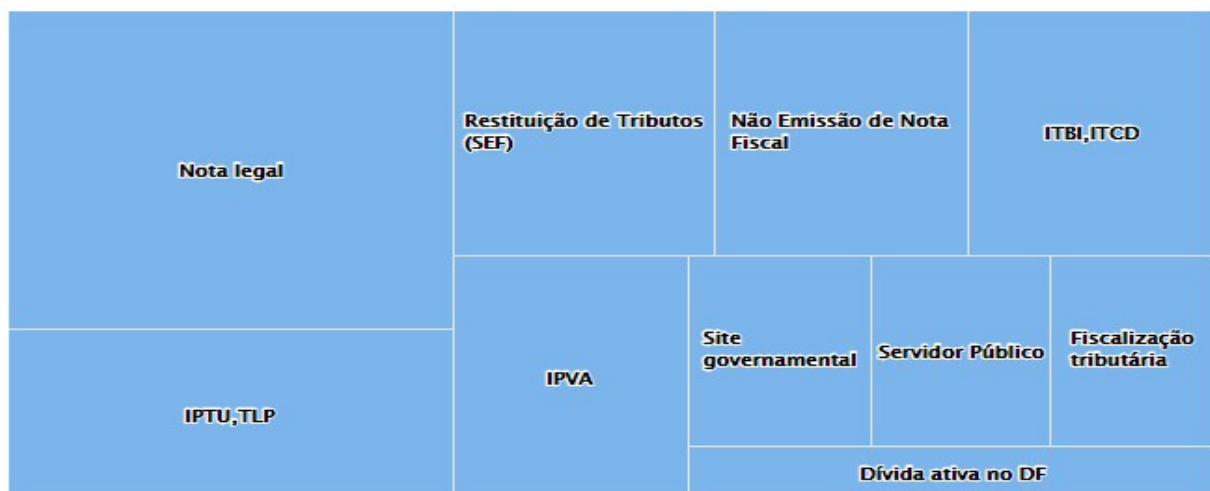 Nota legal
Restituição de Tributos
(SEF)
Não Emissão de Nota
Fiscal
ITBI,ITCD
IPTU,TLP
IPVA
Site
governamental
Servidor Público
Fiscalização
tributária
Dívida ativa no DF